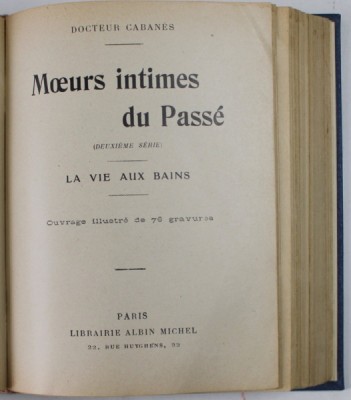 DOCTEUR CABANÈS
Mœurs intimes
du Passé
(DEUXIÈME SÉRIE)
LA VIE AUX BAINS
Ouvrage illustré de 78 gravures
PARIS
LIBRAIRIE ALBIN MICHEL
22, RUE HUYGHENS, 22